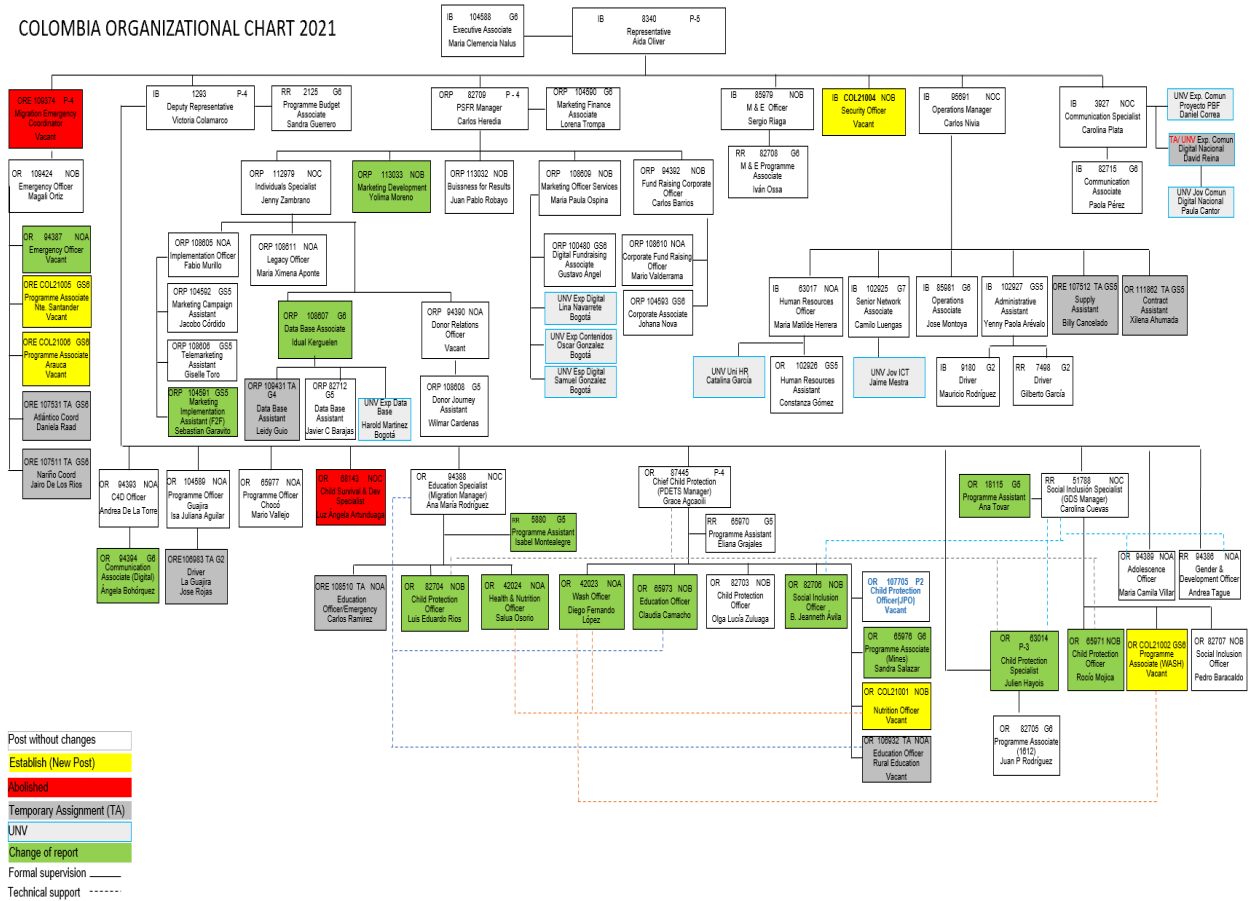 COLOMBIA ORGANIZATIONAL CHART 2021
IB 104588 G6
Executive Associate
Maria Clemencia Nalus
IB 8340 P-5
Representative
Aida Oliver
ORE 109374 P-4
Migration Emergency
Coordinator
Vacant
IB 1293 P-4
Deputy Representative
Victoria Colamarco
RR 2125 G6
Programme Budget
Associate
Sandra Guerrero
ORP 82709 P - 4
PSFR Manager
Carlos Heredia
ORP 104590 G6
Marketing Finance
Associate
Lorena Trompa
IB 85979 NOB
M & E Officer
Sergio Riaga
IB COL21004 NOB
Security Officer
Vacant
IB 95691 NOC
Operations Manager
Carlos Nivia
IB 3927 NOC
Communication Specialist
Carolina Plata
UNV Exp. Comun
Proyecto PBF
Daniel Correa
TA/ UNV Exp. Comun
Digital Nacional
David Reina
UNV Jov Comun
Digital Nacional
Paula Cantor
OR 109424 NOB
Emergency Officer
Magali Ortiz
ORP 112979 NOC
Individuals Specialist
Jenny Zambrano
ORP 113033 NOB
Marketing Development
Yolima Moreno
ORP 113032 NOB
Buissness for Results
Juan Pablo Robayo
ORP 108609 NOB
Marketing Officer Services
Maria Paula Ospina
ORP 94392 NOB
Fund Raising Corporate
Officer
Carlos Barrios
RR 82708 G6
M & E Programme
Associate
Iván Ossa
IB 82715 G6
Communication
Associate
Paola Pérez
OR 94387 NOA
Emergency Officer
Vacant
ORE COL21005 GS6
Programme Associate
Nte. Santander
Vacant
ORE COL21006 GS6
Programme Associate
Arauca
Vacant
ORE 107531 TA GS6
Atlántico Coord
Daniela Raad
ORE 107511 TA GS6
Nariño Coord
Jairo De Los Rios
ORP 108605 NOA
Implementation Officer
Fabio Murillo
ORP 104592 GS5
Marketing Campaign
Assistant
Jacobo Córdido
ORP 108606 GS5
Telemarketing
Assistant
Giselle Toro
ORP 104591 GS5
Marketing
Implementation
Assistant (F2F)
Sebastian Garavito
ORP 108611 NOA
Legacy Officer
Maria Ximena Aponte
ORP 108607 G6
Data Base Associate
Idual Kerguelen
ORP 109431 TA
G4
Data Base
Assistant
Leidy Guio
ORP 82712
G5
Data Base
Assistant
Javier C Barajas
UNV Exp Data
Base
Harold Martínez
Bogotá
ORP 94390 NOA
Donor Relations
Officer
Vacant
ORP 108608 G5
Donor Journey
Assistant
Wilmar Cardenas
ORP 100480 GS6
Digital Fundraising
Associate
Gustavo Angel
UNV Exp Digital
Lina Navarrete
Bogotá
UNV Exp Contenidos
Oscar Gonzalez
Bogotá
UNV Esp Digital
Samuel González
Bogotá
ORP 108610 NOA
Corporate Fund Raising
Officer
Mario Valderrama
ORP 104593 GS6
Corporate Associate
Johana Nova
IB 63017 NOA
Human Resources
Officer
Maria Matilde Herrera
IB 102925 G7
Senior Network
Associate
Camilo Luengas
IB 85981 G6
Operations
Associate
Jose Montoya
IB 102927 GS5
Administrative
Assistant
Yenny Paola Arévalo
ORE 107512 TA GS5
Supply
Assistant
Billy Cancelado
OR 111862 TA GS5
Contract
Assistant
Xilena Ahumada
UNV Uni HR
Catalina García
OR 102926 GS5
Human Resources
Assistant
Constanza Gómez
UNV Jov ICT
Jaime Mestra
IB 9180 G2
Driver
Mauricio Rodríguez
RR 7498 G2
Driver
Gilberto García
OR 94393 NOA
C4D Officer
Andrea De La Torre
OR 104589 NOA
Programme Officer
Guajira
Isa Juliana Aguilar
OR 65977 NOA
Programme Officer
Chocó
Mario Vallejo
OR 68143 NOC
Child Survival & Dev.
Specialist
Luz Ángela Artunduaga
OR 94388 NOC
Education Specialist
(Migration Manager)
Ana María Rodríguez
OR 87445 P-4
Chief Child Protection
(PDETS Manager)
Grace Agcaoili
OR 18115 G5
Programme Assistant
Ana Tovar
RR 51788 NOC
Social Inclusión Specialist
(GDS Manager)
Carolina Cuevas
RR 5880 G5
Programme Assistant
Isabel Montealegre
RR 65970 G5
Programme Assistant
Eliana Grajales
OR 94394 G6
Communication
Associate (Digital)
Ángela Bohórquez
ORE106983 TA G2
Driver
La Guajira
Jose Rojas
OR 94389 NOA
Adolescence
Officer
Maria Camila Villar
RR 94386 NOA
Gender &
Development Officer
Andrea Tague
ORE 108510 TA NOA
Education
Officer/Emergency
Carlos Ramirez
OR 82704 NOB
Child Protection
Officer
Luis Eduardo Rios
OR 42024 NOA
Health & Nutrition
Officer
Salua Osorio
OR 42023 NOA
Wash Officer
Diego Fernando
López
OR 65973 NOB
Education Officer
Claudia Camacho
OR 82703 NOB
Child Protection
Officer
Olga Lucía Zuluaga
OR 82706 NOB
Social Inclusion
Officer
B. Jeanneth Ávila
OR 107705 P2
Child Protection
Officer(JPO)
Vacant
OR 65976 G6
Programme Associate
(Mines)
Sandra Salazar
OR COL21001 NOB
Nutrition Officer
Vacant
OR 106932 TA NOA
Education Officer
Rural Education
Vacant
OR 63014
P-3
Child Protection
Specialist
Julien Hayois
OR 65971 NOB
Child Protection
Officer
Rocío Mojica
OR COL21002 GS6
Programme
Associate (WASH)
Vacant
OR 82707 NOB
Social Inclusion
Officer
Pedro Baracaldo
OR 82705 G6
Programme Associate
(1612)
Juan P Rodríguez
Post without changes
Establish (New Post)
Abolished
Temporary Assignment (TA)
UNV
Change of report
Formal supervision
Technical support